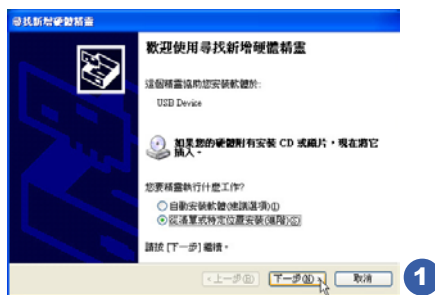 尋找新增硬體精靈
歡迎使用尋找新增硬體精靈
這個精靈協助您安裝軟體於:
USB Device
如果您的硬體附有安裝 CD 或磁片，現在將它
插入。
您要精靈執行什麼工作?
自動安裝軟體(建議選項)(I)
從清單或特定位置安裝(進階)(S)
請按 [下一步] 繼續。
<上一步(B)
下一步(N)>
取消
1